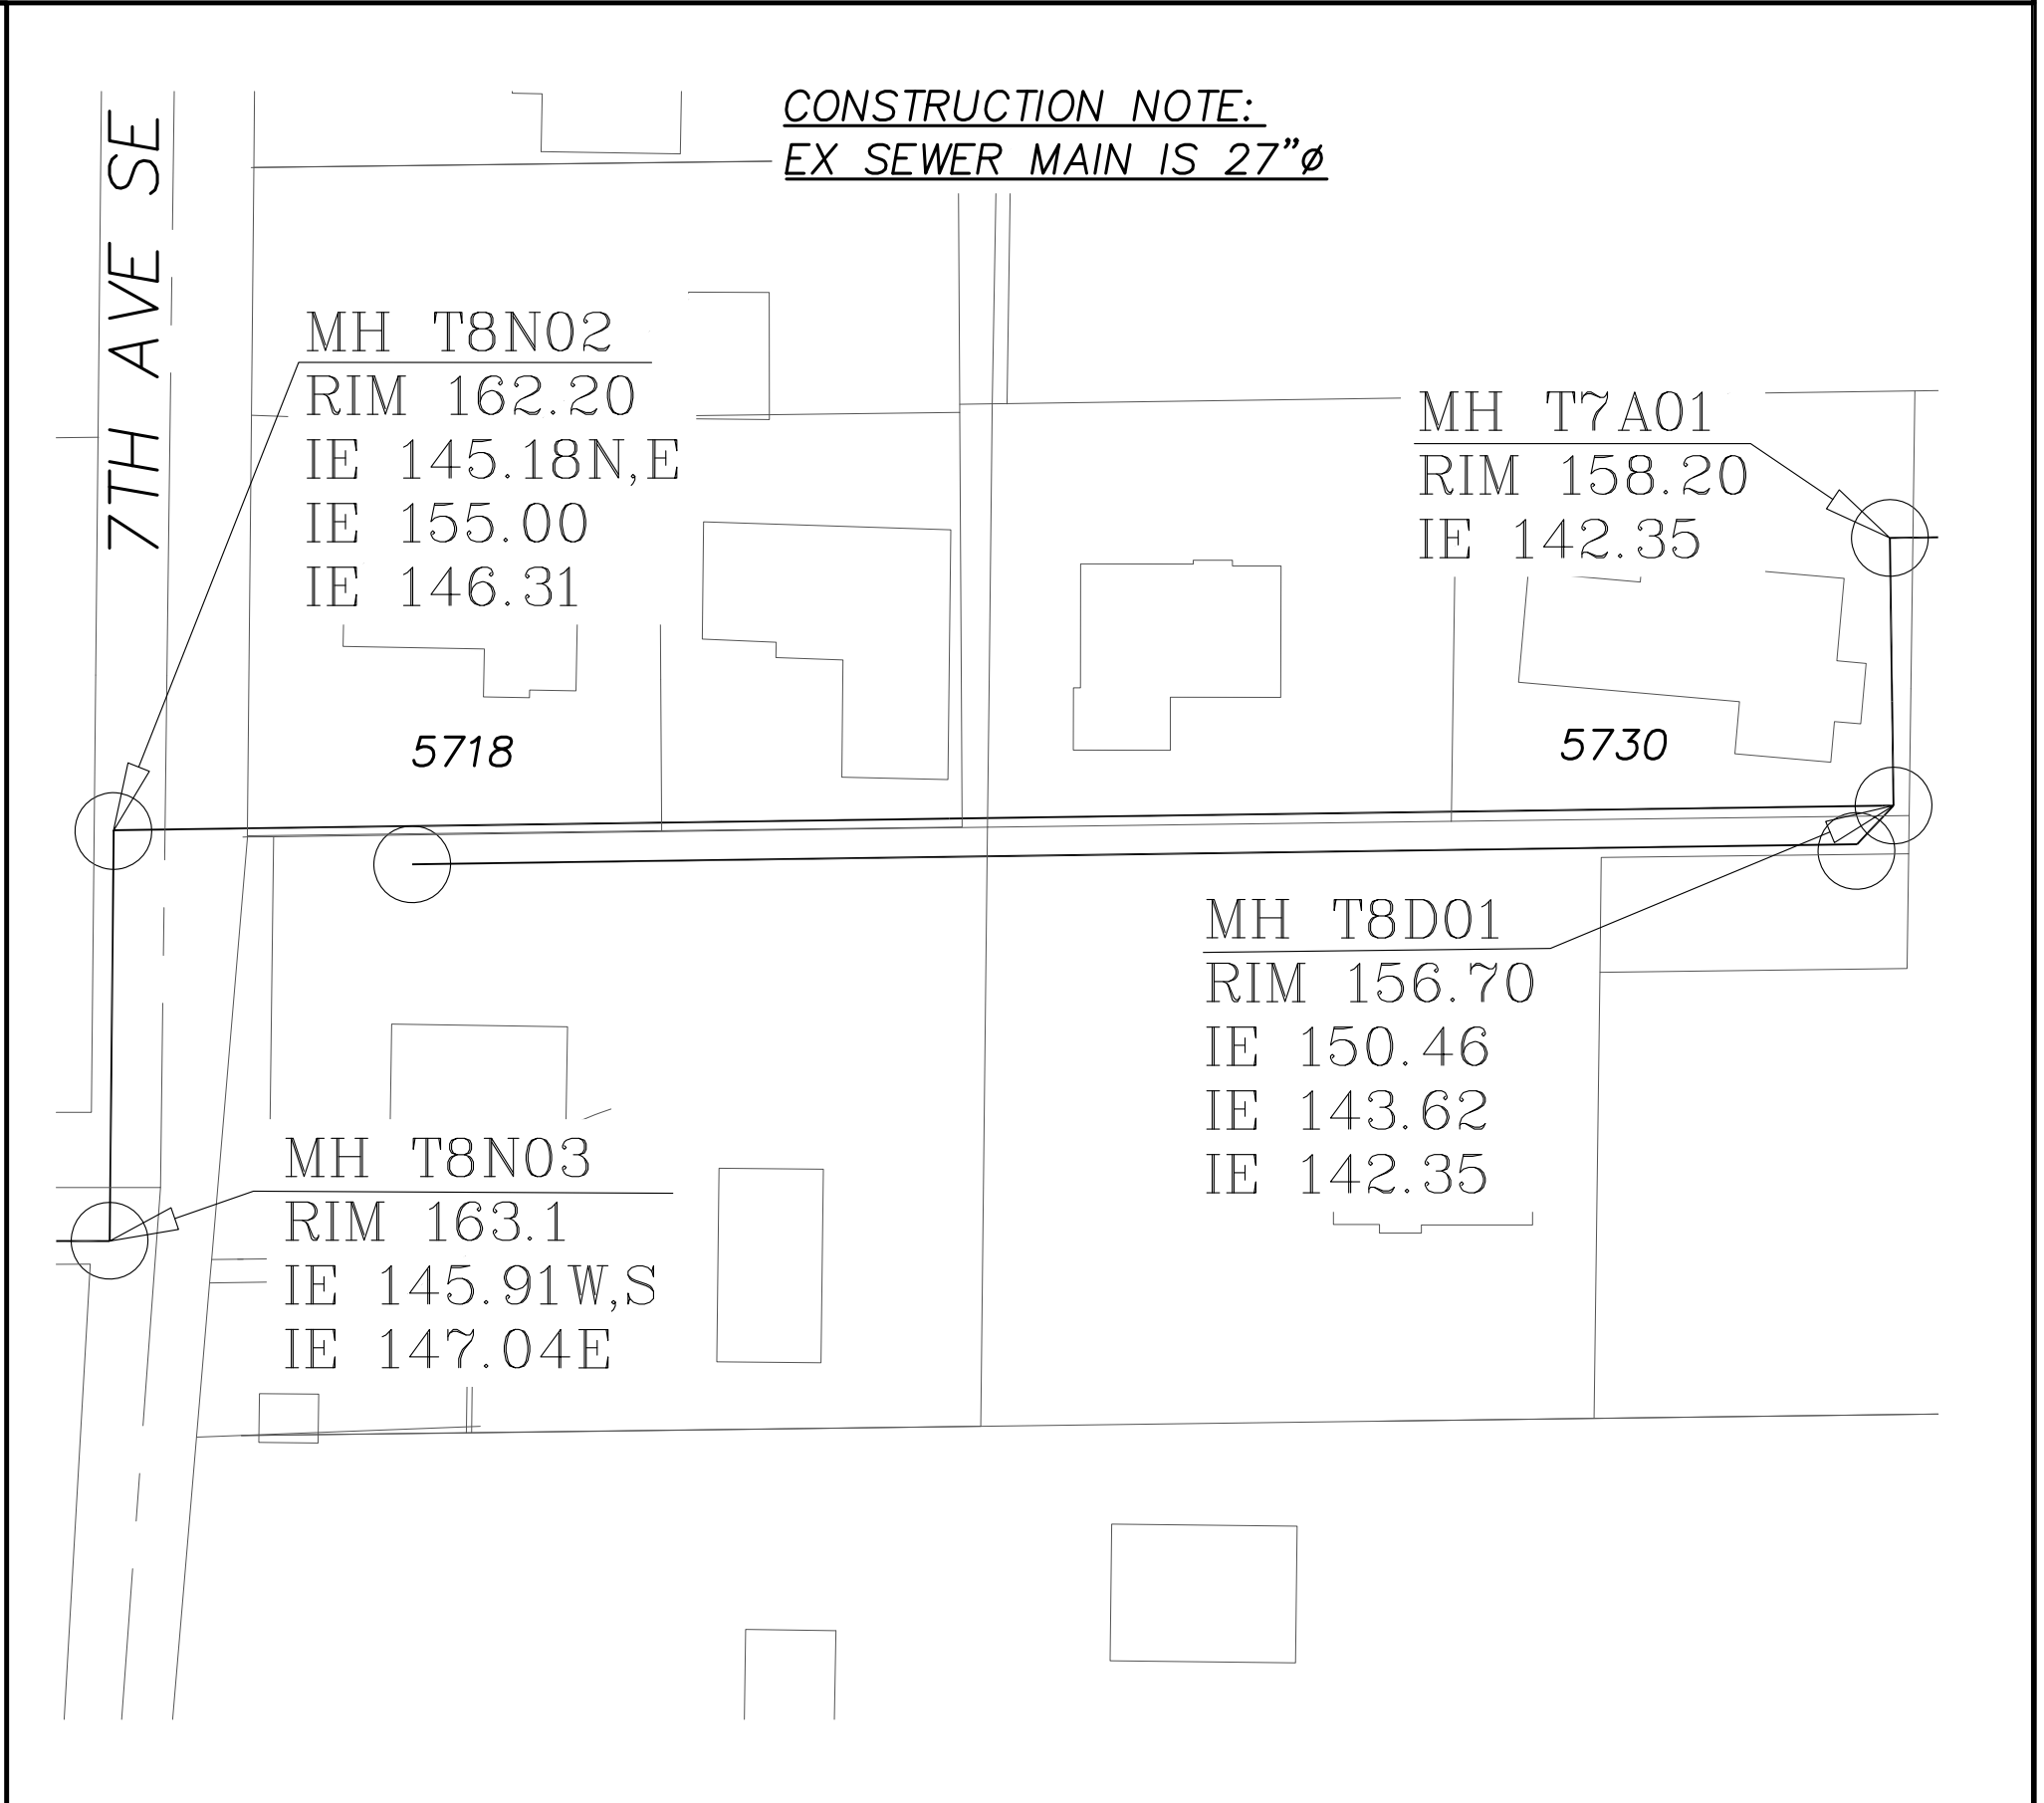 CONSTRUCTION NOTE:
EX SEWER MAIN IS 27"ø
7TH AVE SE
MH T8N02
RIM 162.20
IE 145.18N,E
IE 155.00
IE 146.31
MH T7A01
RIM 158.20
IE 142.35
5718
5730
MH T8D01
RIM 156.70
IE 150.46
IE 143.62
IE 142.35
MH T8N03
RIM 163.1
IE 145.91W,S
IE 147.04E